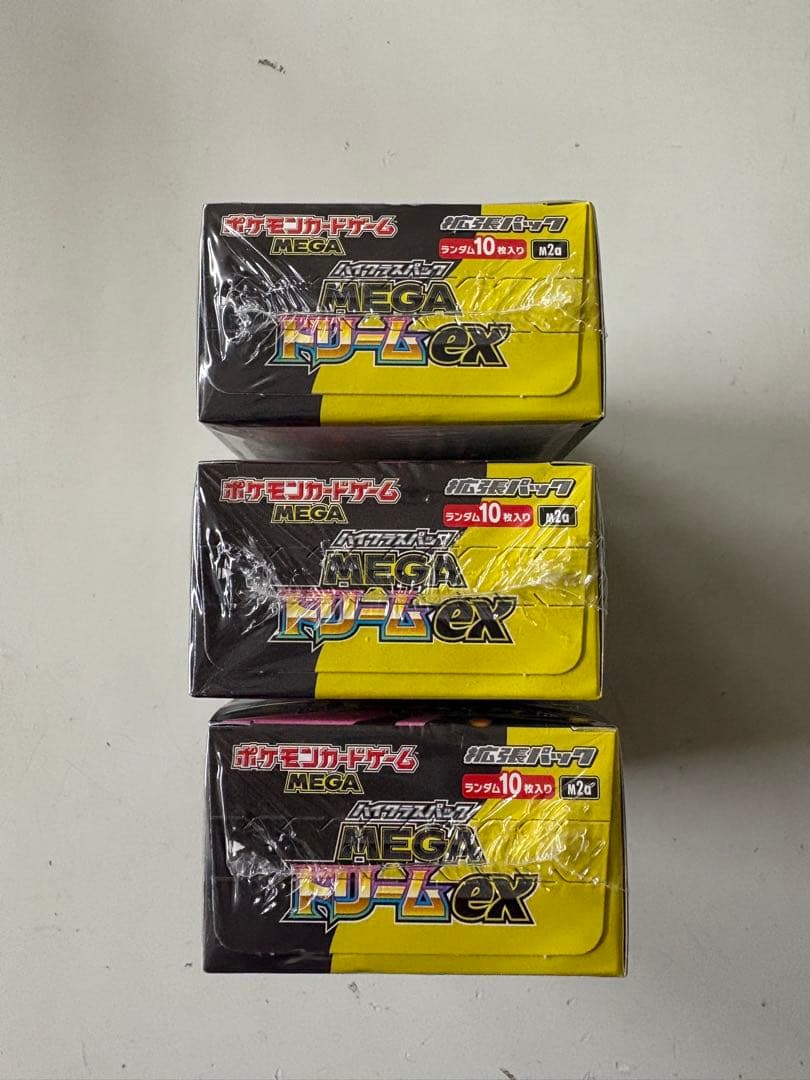 ポケモンカードゲーム
MEGA
拡張パック
ランダム10枚入り M2a
ハイクラスパック
MEGA
ドリームex
ポケモンカードゲーム
MEGA
拡張パック
ランダム10枚入り M2a
ハイクラスパック
MEGA
ドリームex
ポケモンカードゲーム
MEGA
拡張パック
ランダム10枚入り M2a
ハイクラスパック
MEGA
ドリームex